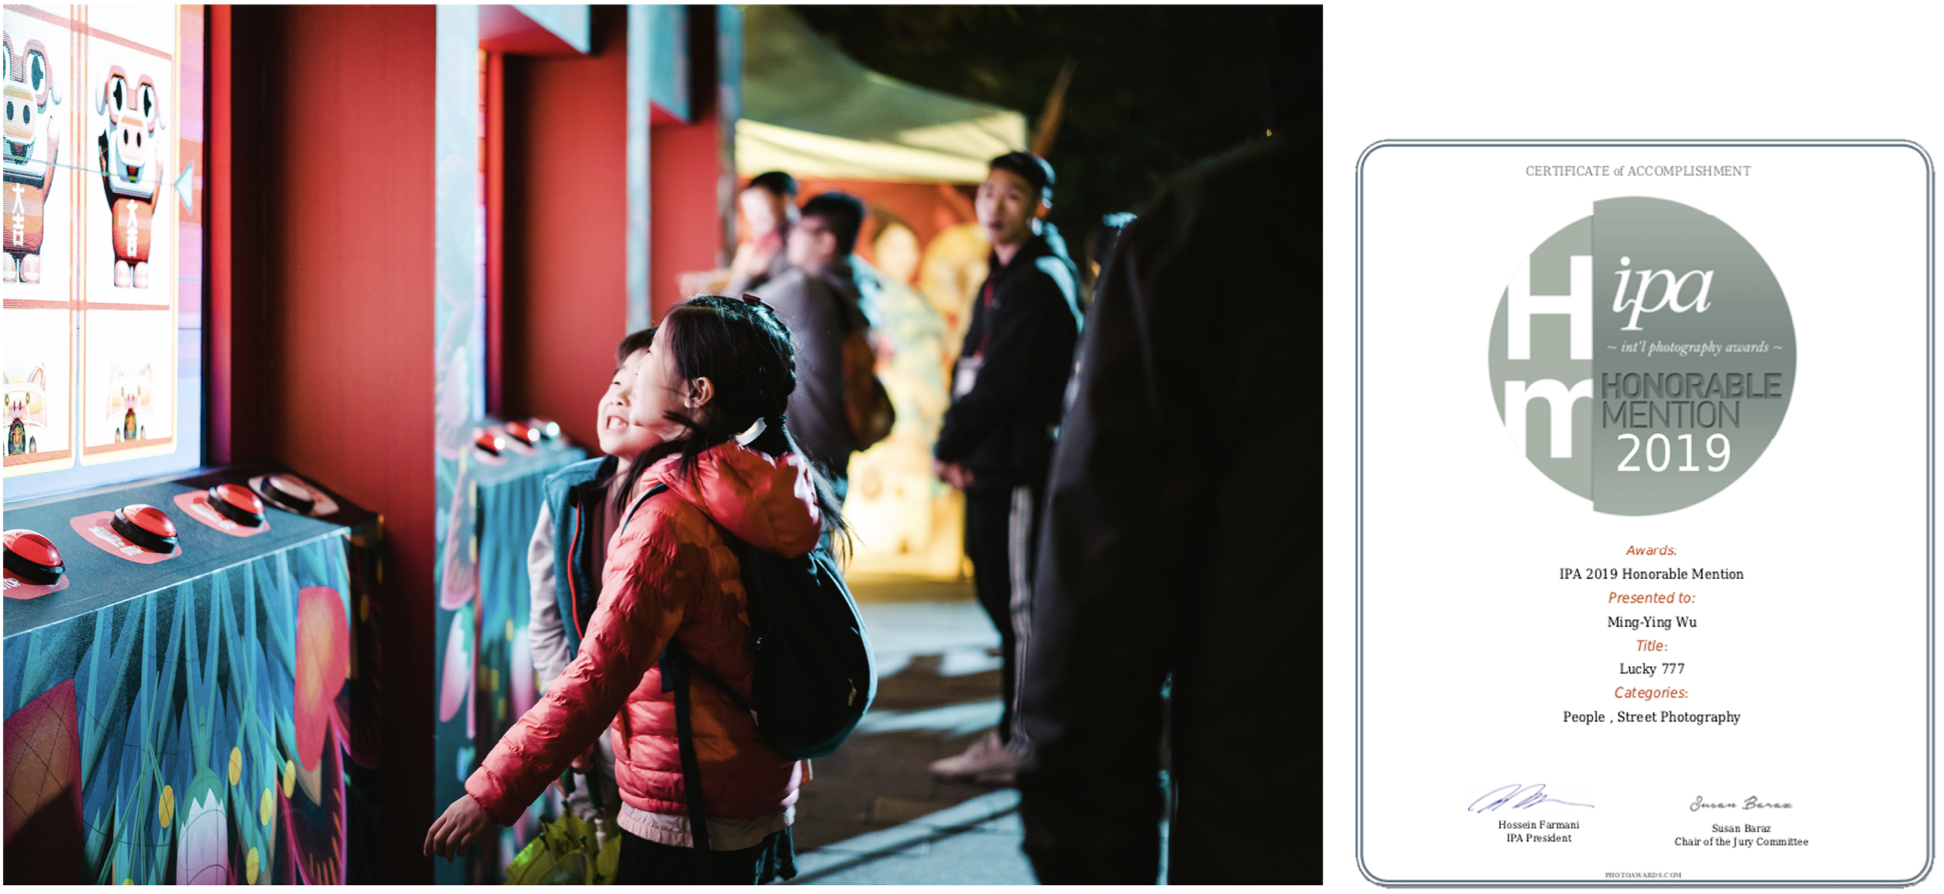 大吉
大吉
CERTIFICATE of ACCOMPLISHMENT
Hm
ipa
~ int'l photography awards ~
HONORABLE
MENTION
2019
Awards:
IPA 2019 Honorable Mention
Presented to:
Ming-Ying Wu
Title:
Lucky 777
Categories:
People , Street Photography
Susan Baraz
Hossein Farmani
IPA President
Susan Baraz
Chair of the Jury Committee
PHOTOAWARDS.COM